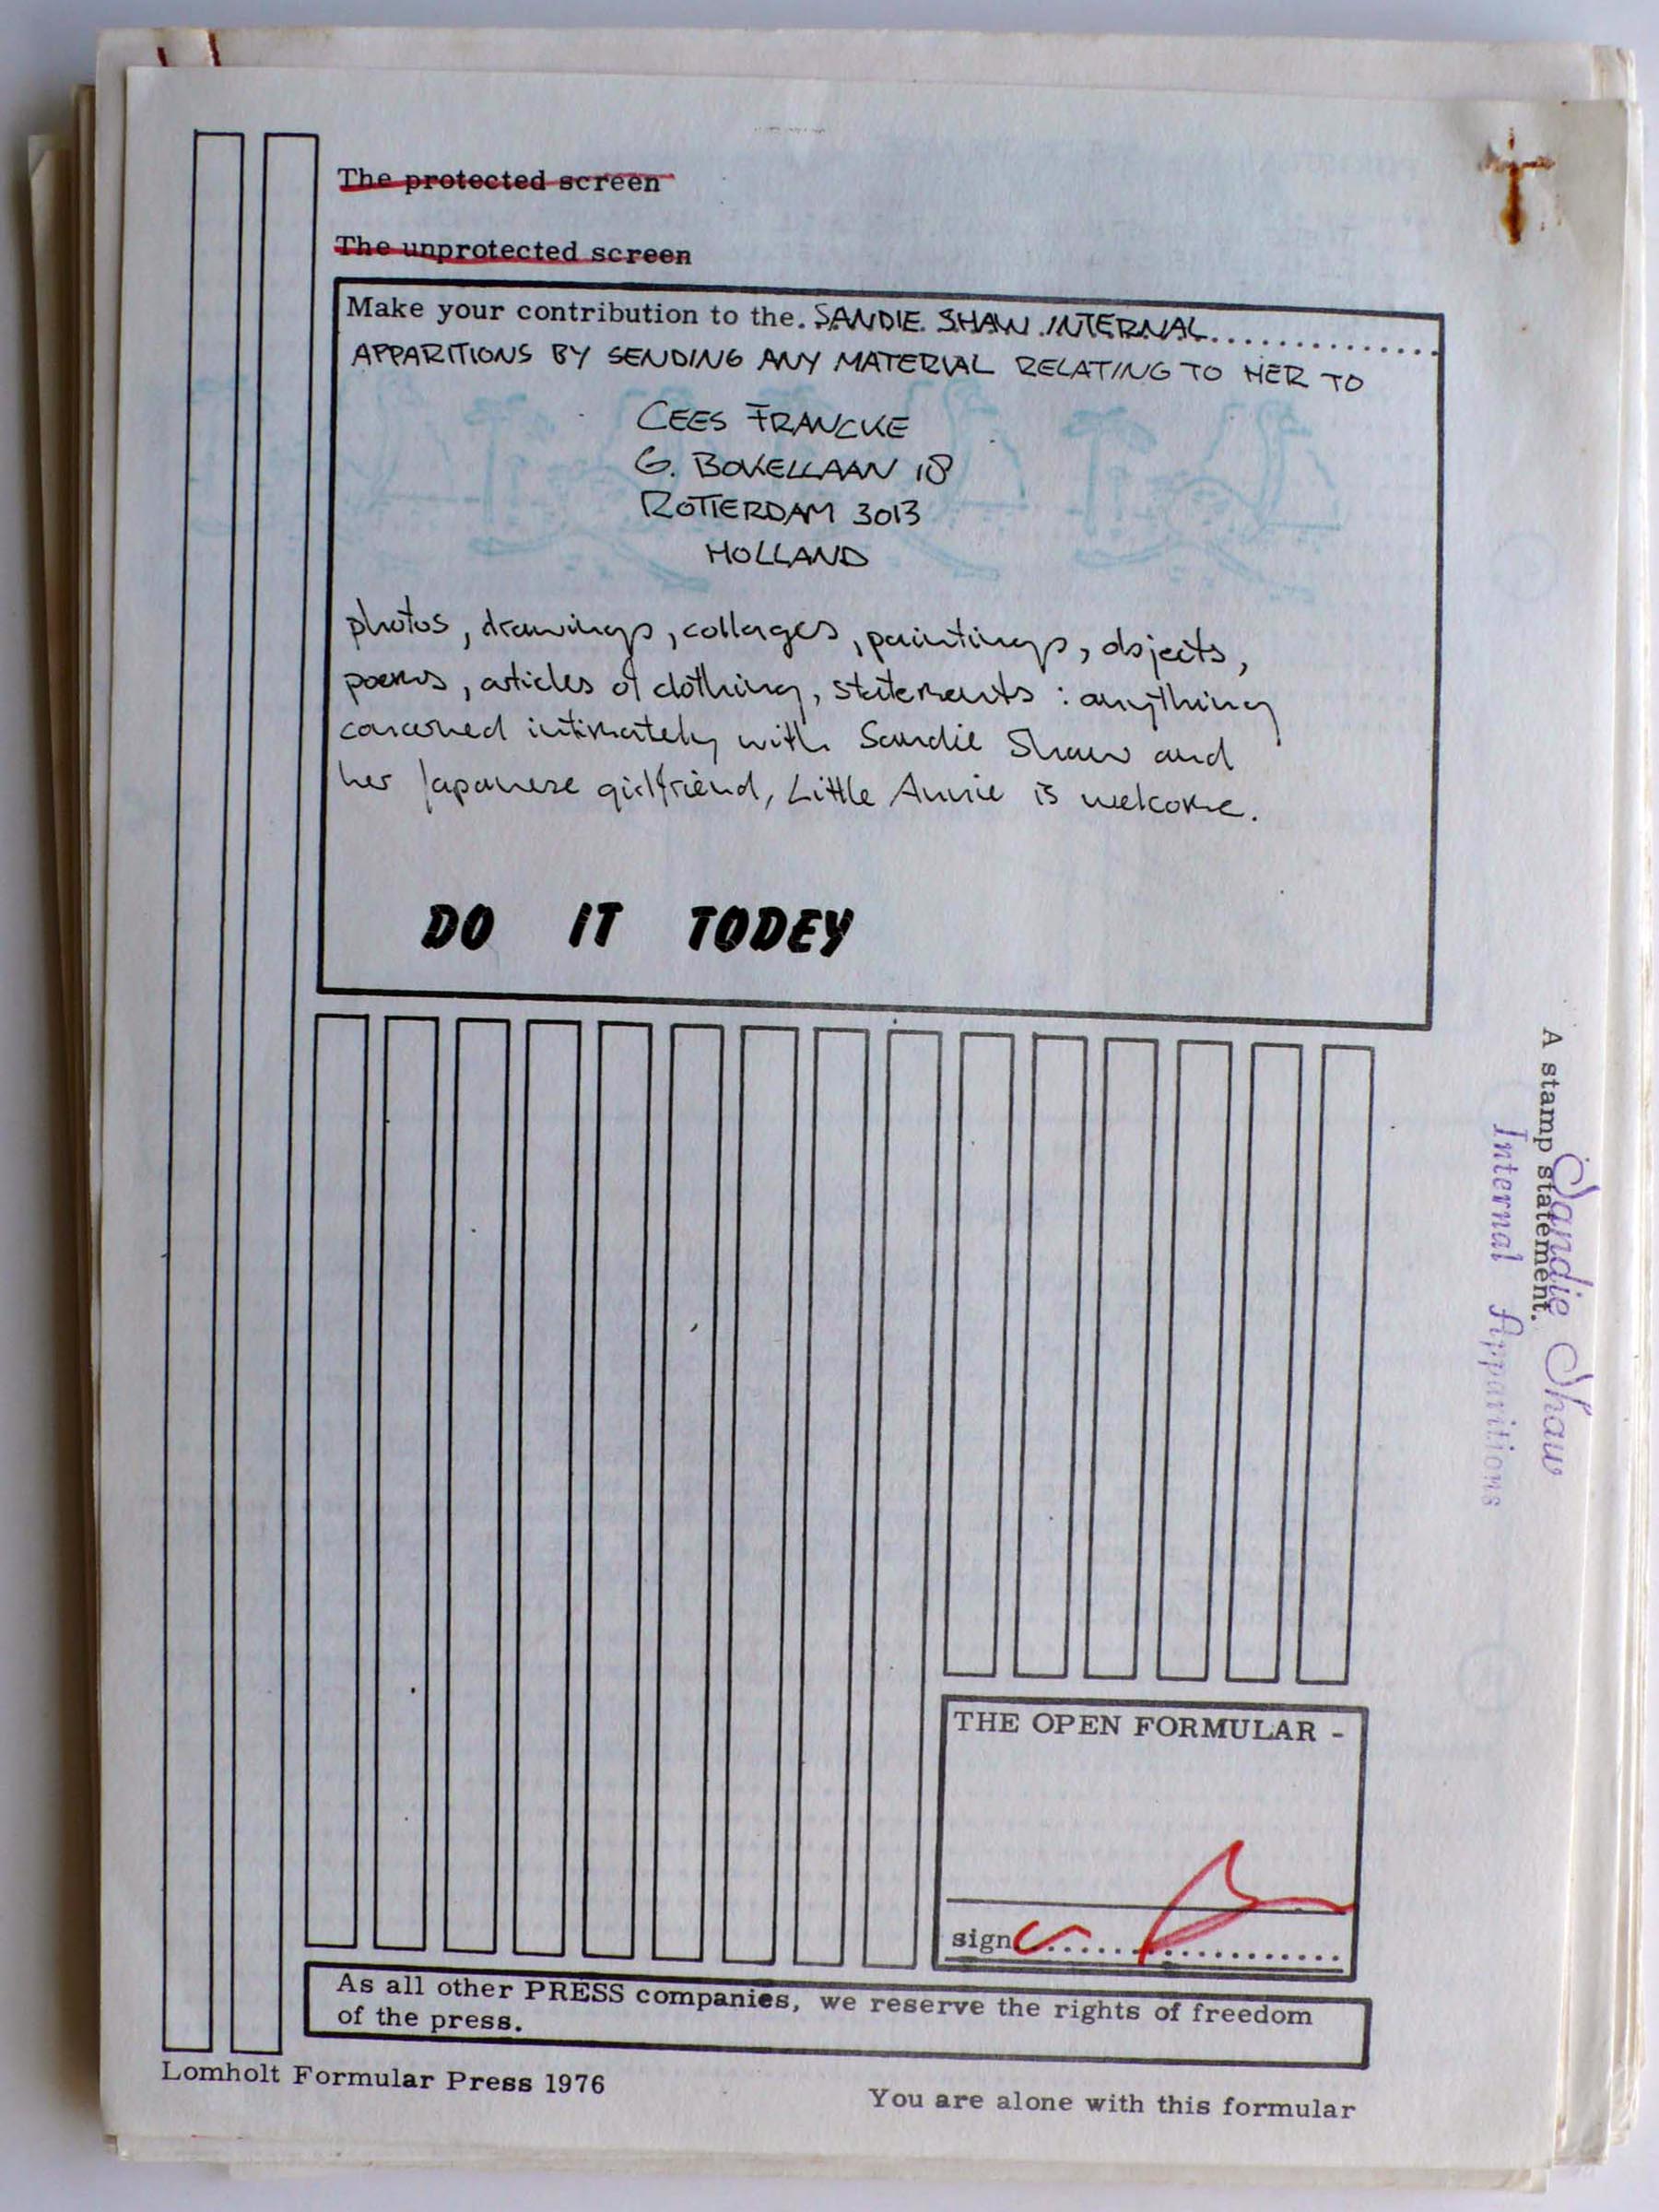 The protected screen
The unprotected screen
Make your contribution to the. SANDIE SHAW INTERNAL..............
APPARITIONS BY SENDING ANY MATERIAL RELATING TO HER TO
CEES FRANCKE
G. BOKELLAAN 18
ROTTERDAM 3013
HOLLAND
photos, drawings, collages, paintings, objects,
poems, articles of clothing, statements : anything
concerned intimately with Sandie Shaw and
her Japanese girlfriend, Little Annie is welcome.
DO IT TODEY
A stamp statement.
Sandie Shaw
Internal Apparitions
THE OPEN FORMULAR -
sign
As all other PRESS companies, we reserve the rights of freedom
of the press.
Lomholt Formular Press 1976
You are alone with this formular